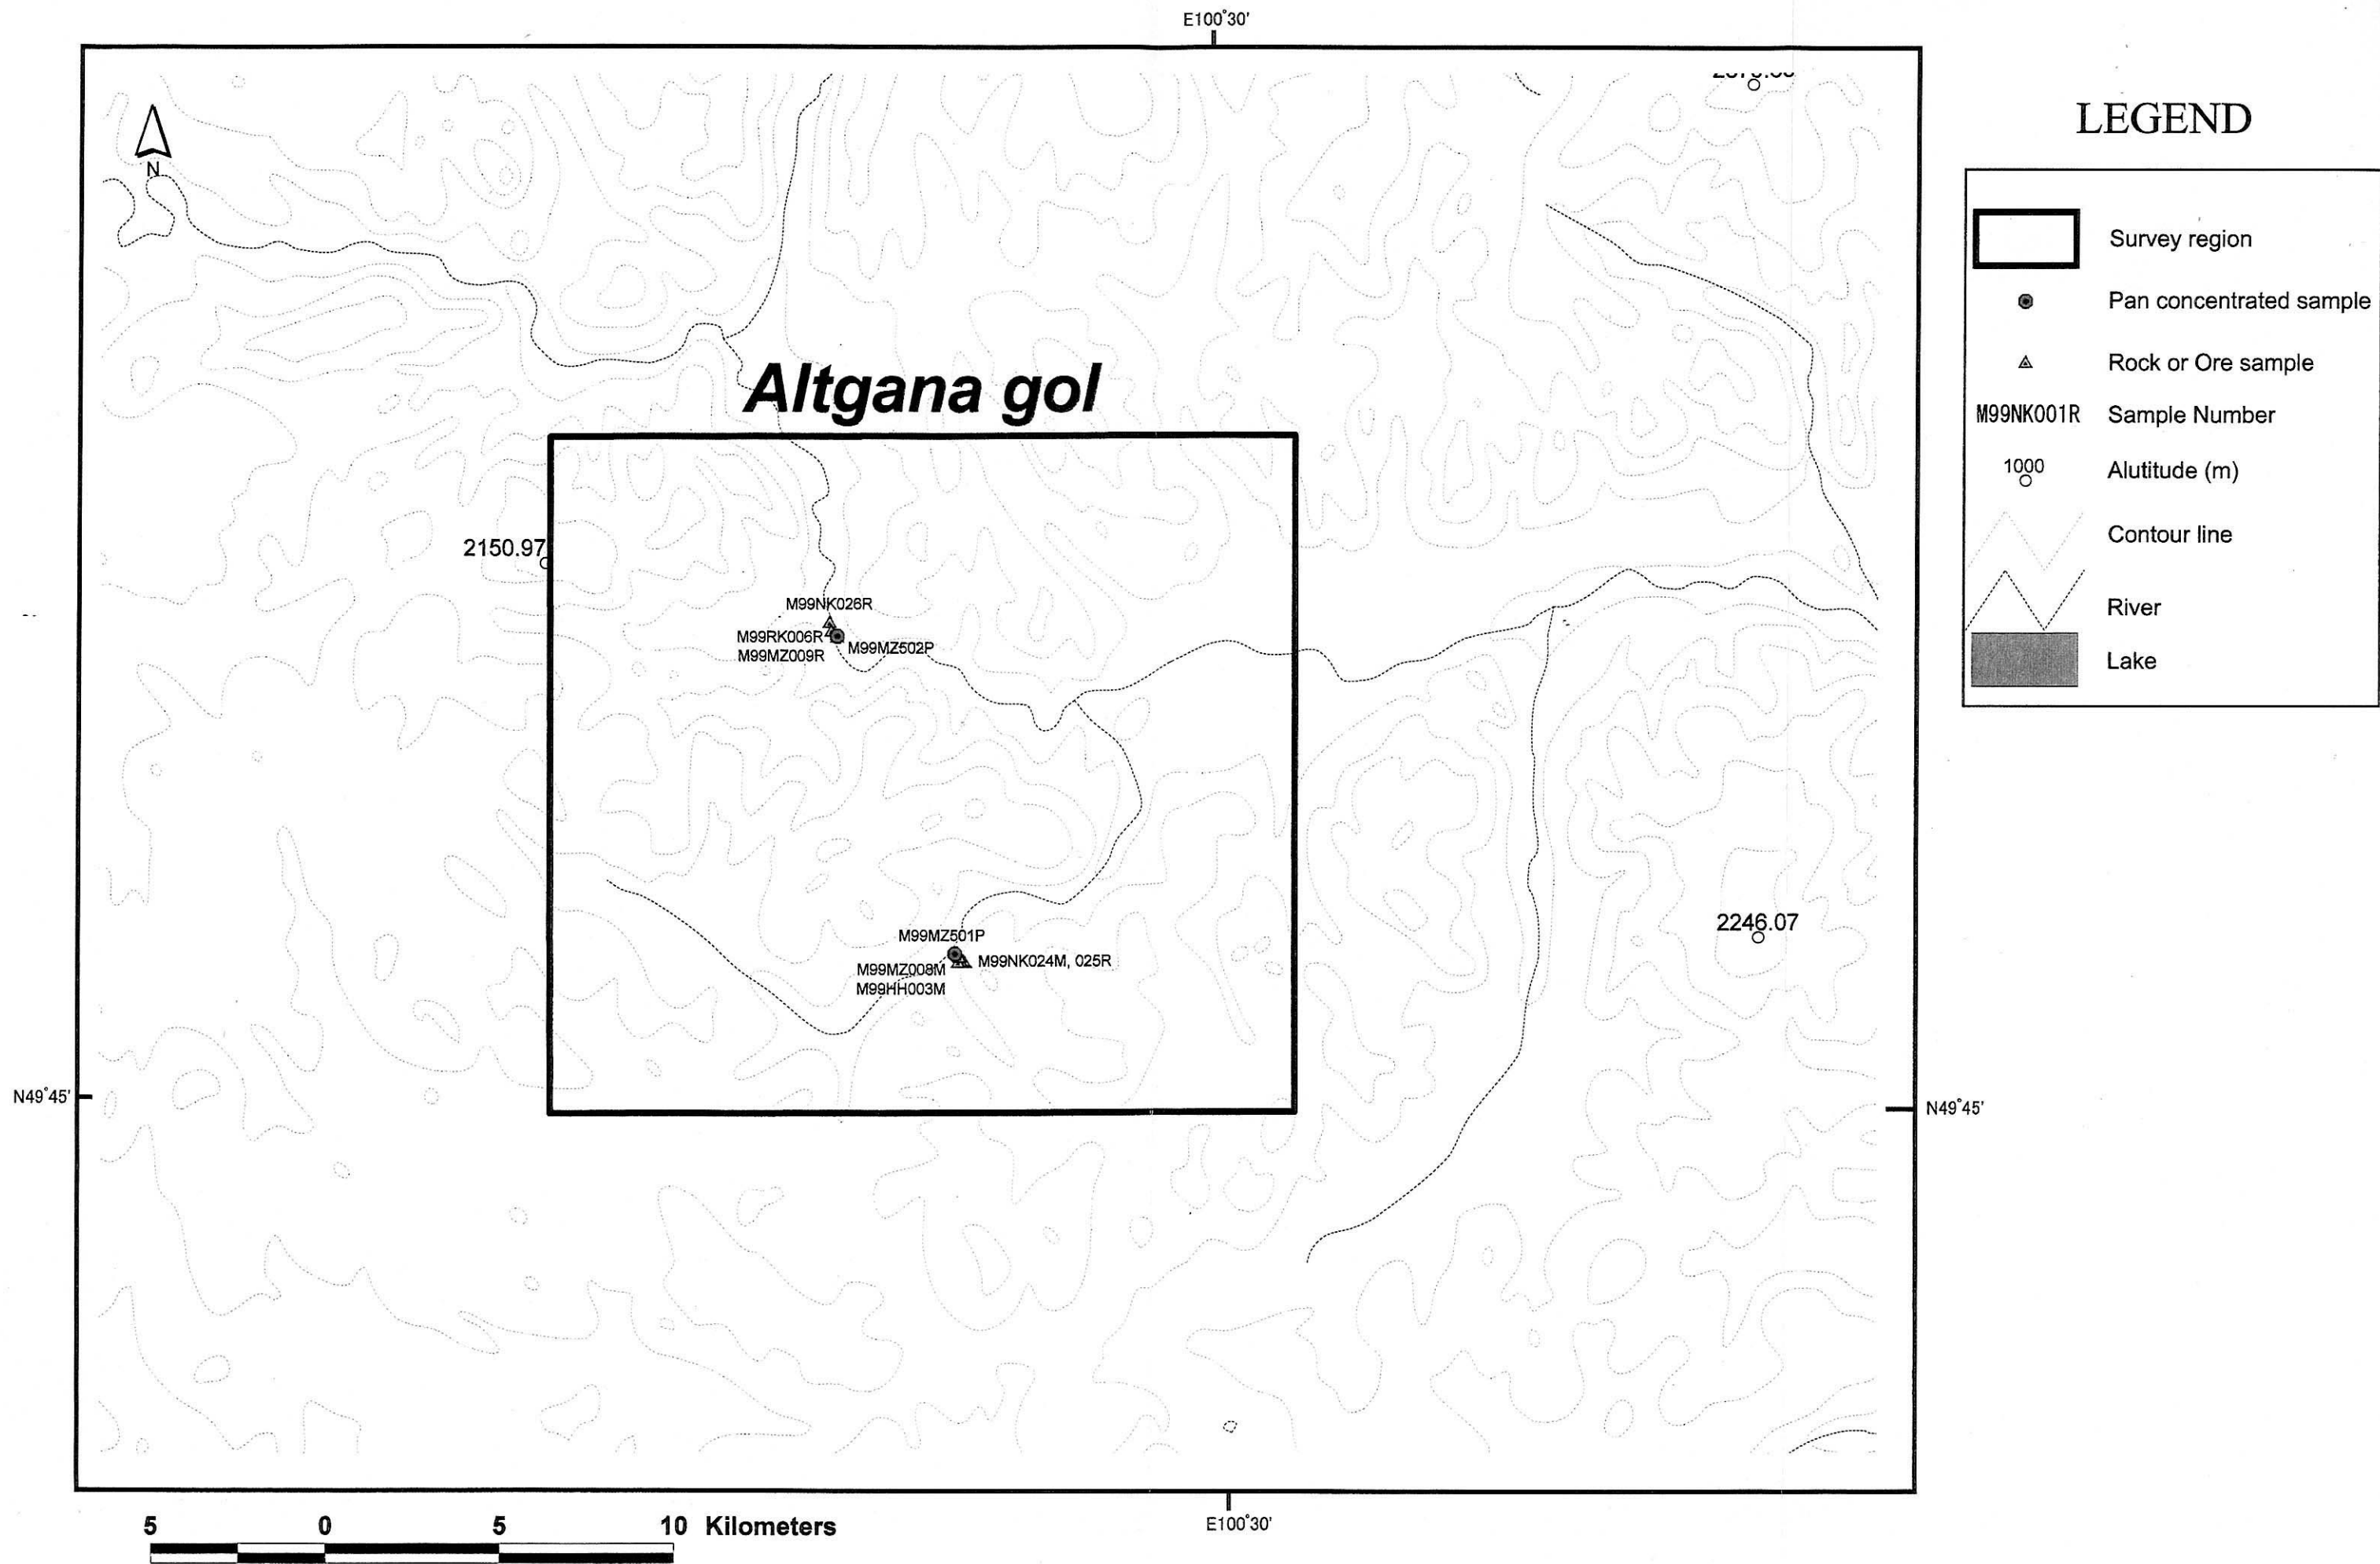 E100°30'
N
Altgana gol
2150.97
M99NK026R
M99RK006R
M99MZ009R
M99MZ502P
2246.07
M99MZ501P
M99NK024M, 025R
M99MZ008M
M99HH003M
N49°45'
N49°45'
E100°30'
5 0 5 10 Kilometers
LEGEND
Survey region
Pan concentrated sample
Rock or Ore sample
M99NK001R Sample Number
1000 Alutitude (m)
Contour line
River
Lake